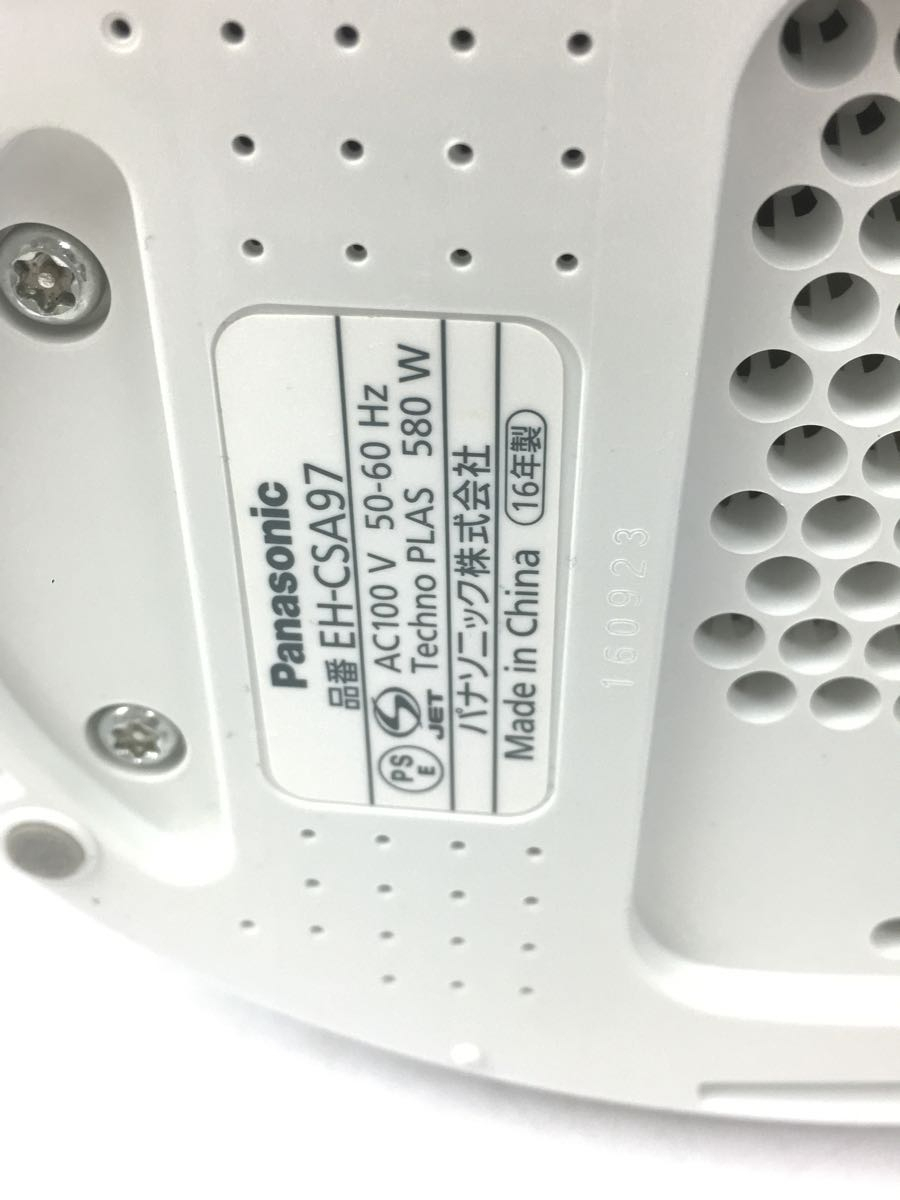 Panasonic
品番 EH-CSA97
PS
E
JET
AC100 V 50-60 Hz
Techno PLAS 580 W
パナソニック株式会社
Made in China 16年製
160923